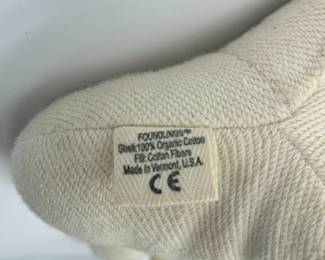 FOUNDLINGS™
Shell:100% Organic Cotton
Fill: Cotton Fibers
Made in Vermont, U.S.A.
CE